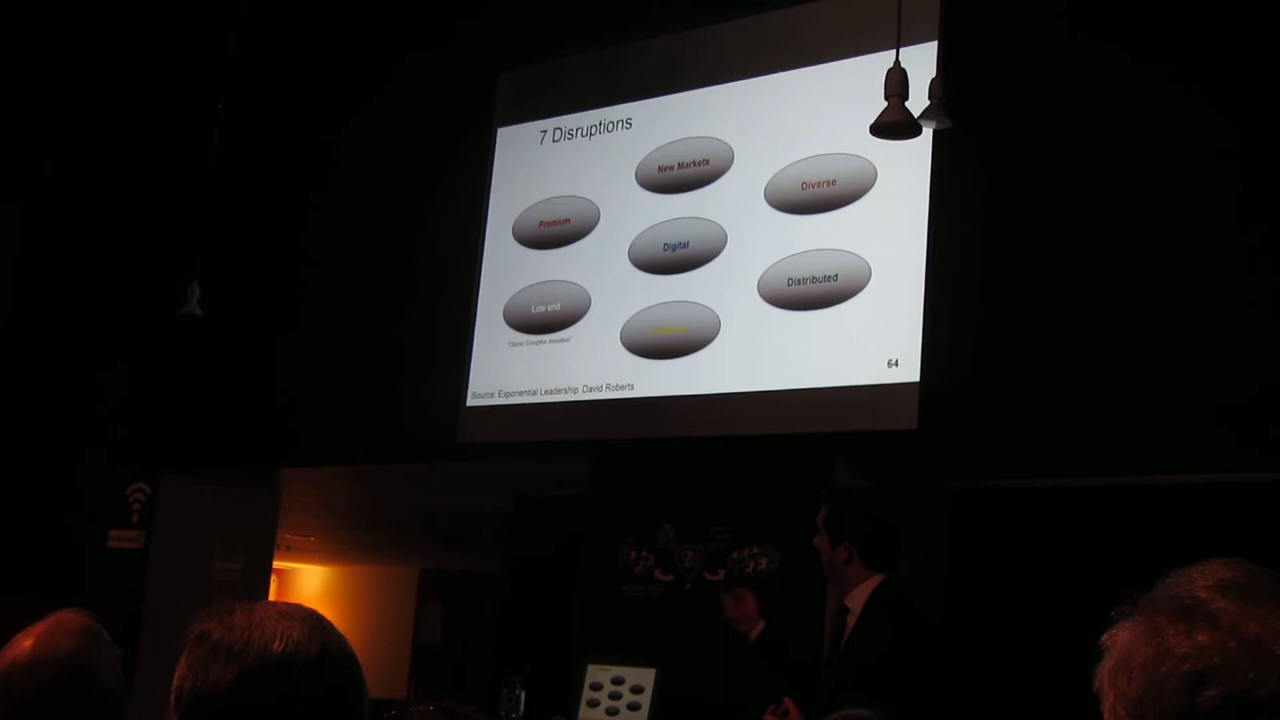 7 Disruptions
New Markets
Diverse
Premium
Digital
Distributed
Low end
64
Source: Exponential Leadership. David Roberts